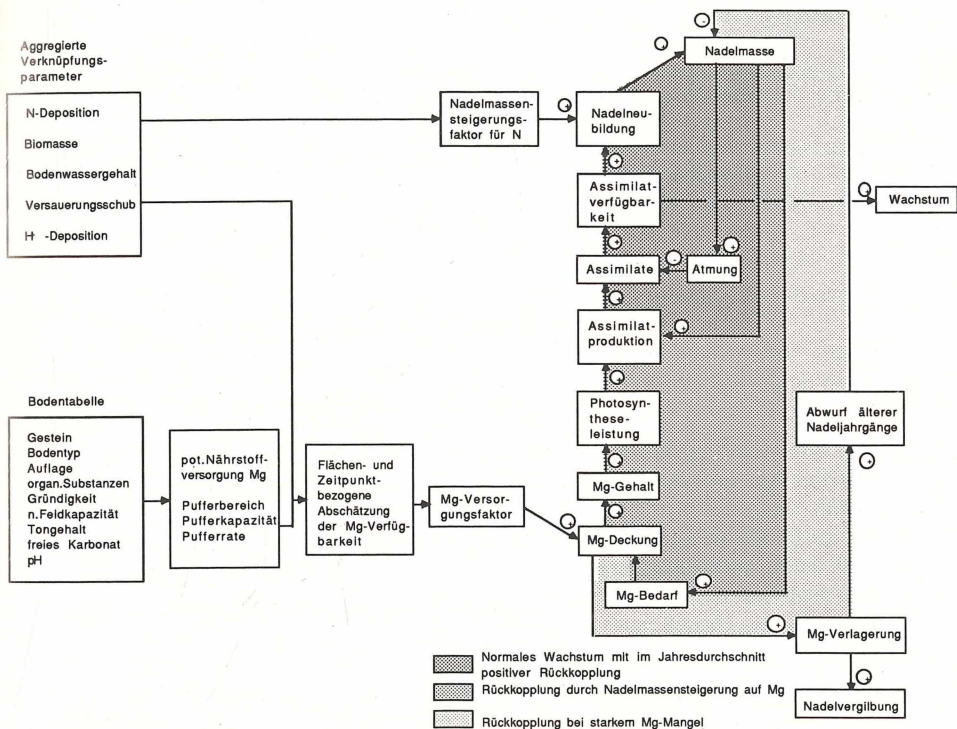 Aggregierte
Verknüpfungs-
parameter
N-Deposition
Biomasse
Bodenwassergehalt
Versauerungsschub
H+ -Deposition
Bodentabelle
Gestein
Bodentyp
Auflage
organ.Substanzen
Gründigkeit
n.Feldkapazität
Tongehalt
freies Karbonat
pH
pot.Nährstoff-
versorgung Mg
Pufferbereich
Pufferkapazität
Pufferrate
Flächen- und
Zeitpunkt-
bezogene
Abschätzung
der Mg-Verfüg-
barkeit
Mg-Versor-
gungsfaktor
Nadelmassen-
steigerungs-
faktor für N
+
Nadelneu-
bildung
+
-
Nadelmasse
+
Assimilat-
verfügbar-
keit
+
Wachstum
+
Assimilate
-
Atmung
+
+
Assimilat-
produktion
+
+
Photosyn-
these-
leistung
+
Mg-Gehalt
+
+
Mg-Deckung
Mg-Bedarf
+
Abwurf älterer
Nadeljahrgänge
+
+
Mg-Verlagerung
+
Nadelvergilbung
Normales Wachstum mit im Jahresdurchschnitt
positiver Rückkopplung
Rückkopplung durch Nadelmassensteigerung auf Mg
Rückkopplung bei starkem Mg-Mangel